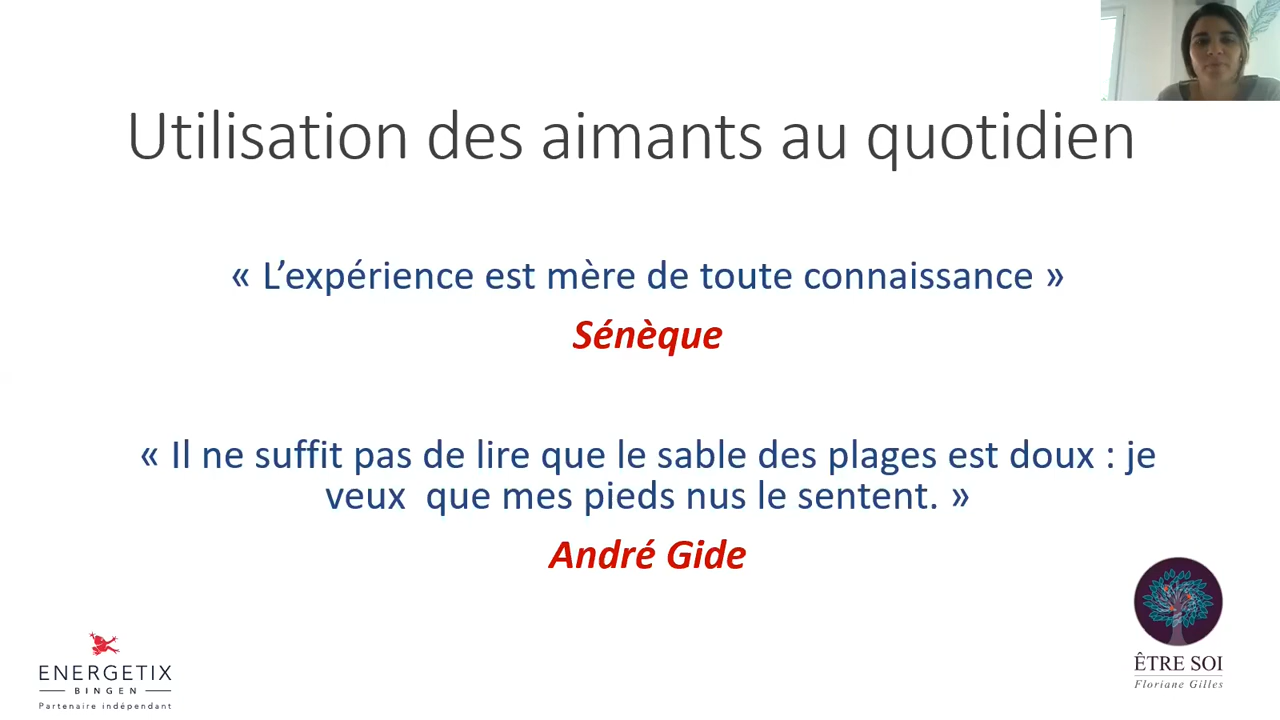 Utilisation des aimants au quotidien
« L’expérience est mère de toute connaissance »
Sénèque
« Il ne suffit pas de lire que le sable des plages est doux : je
veux que mes pieds nus le sentent. »
André Gide
ENERGETIX
BINGEN
Partenaire indépendant
ÊTRE SOI
Floriane Gilles